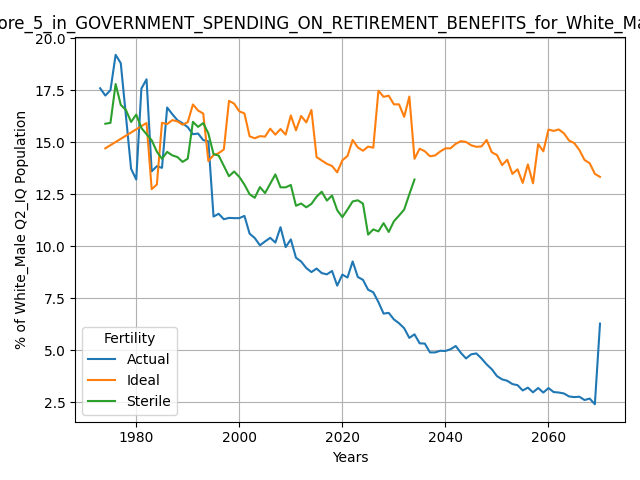 ore_5_in_GOVERNMENT_SPENDING_ON_RETIREMENT_BENEFITS_for_White_Ma
% of White_Male Q2_IQ Population
20.0
17.5
15.0
12.5
10.0
7.5
5.0
2.5
Fertility
Actual
Ideal
Sterile
1980
2000
2020
2040
2060
Years